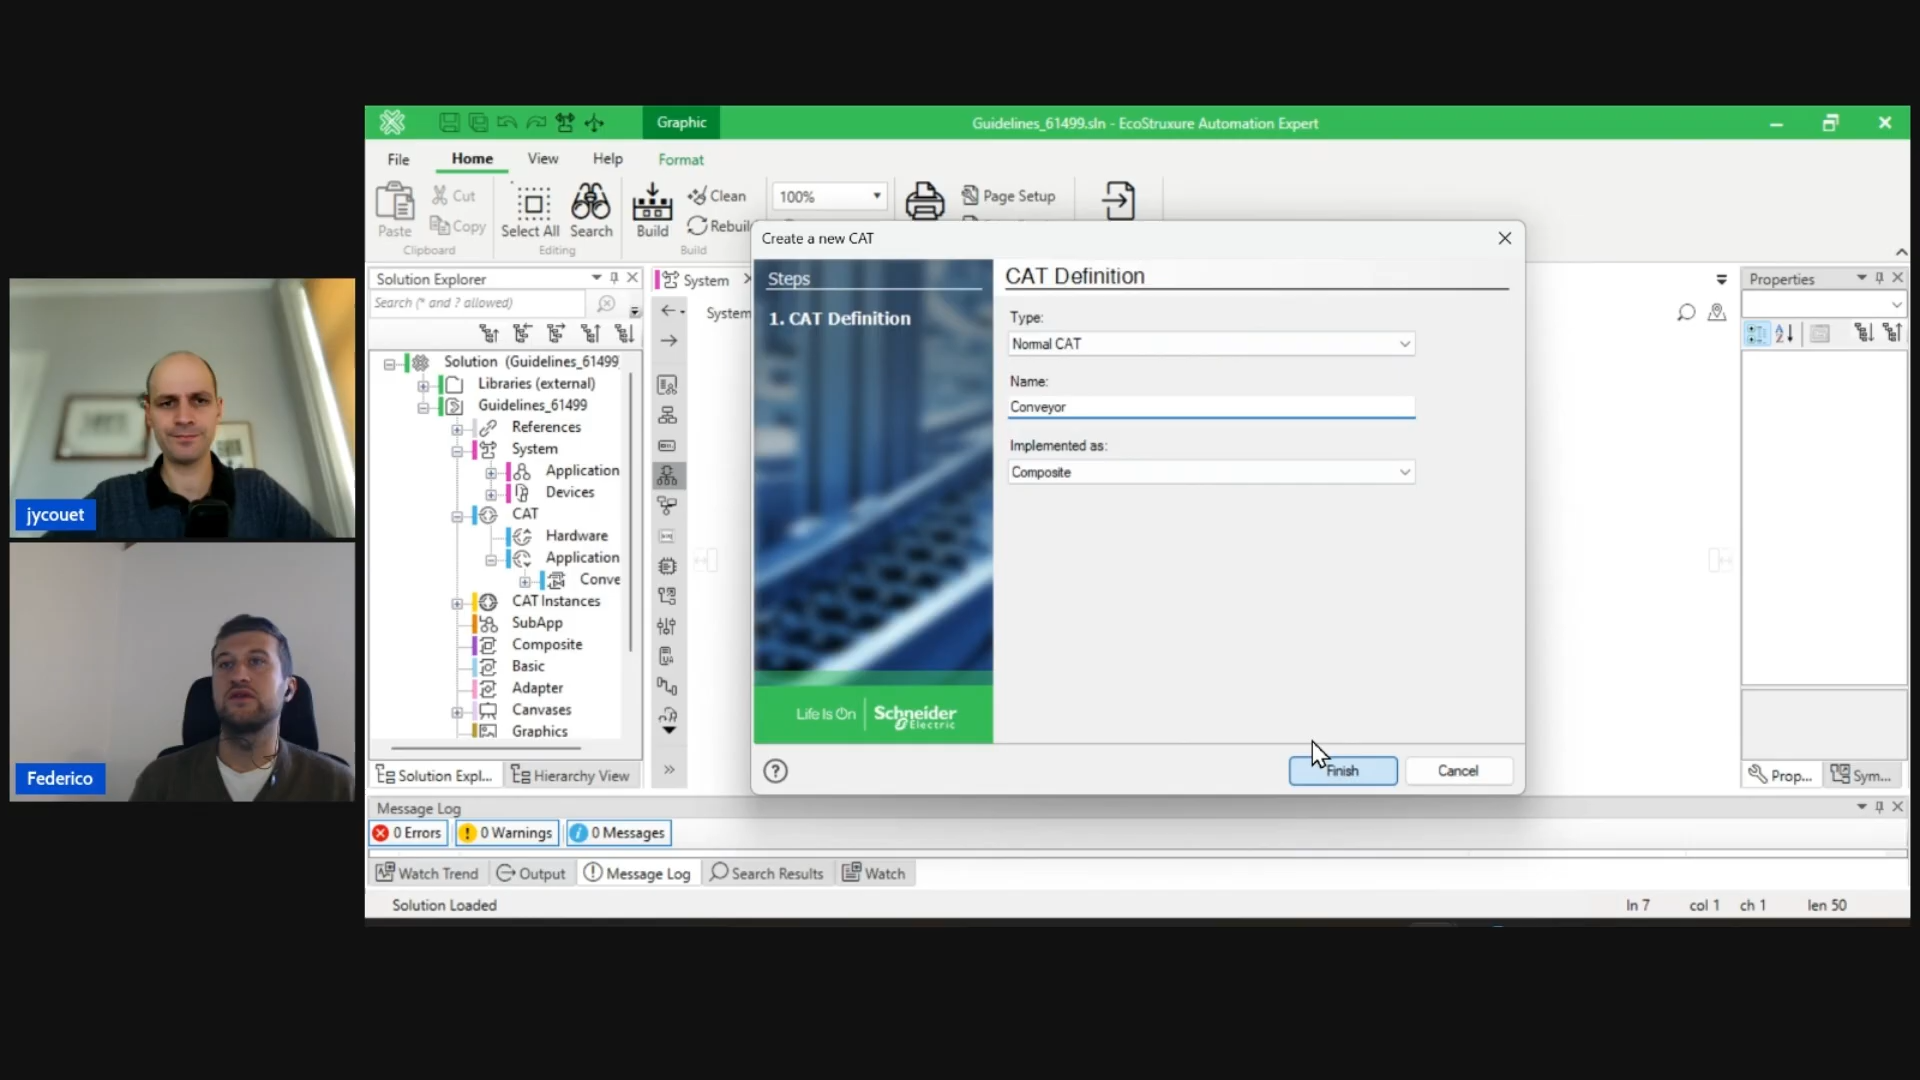 Graphic
Guidelines_61499.sln - EcoStruxure Automation Expert
File Home View Help Format
Paste
Cut
Copy
Clipboard
Select All
Search
Editing
Build
Clean
Rebuil
Build
100%
Page Setup
Create a new CAT
Steps
1. CAT Definition
CAT Definition
Type:
Normal CAT
Name:
Conveyor
Implemented as:
Composite
Life Is On
Schneider
Electric
Finish
Cancel
Solution Explorer
Search (* and ? allowed)
Solution (Guidelines_61499
Libraries (external)
Guidelines_61499
References
System
Application
Devices
CAT
Hardware
Application
Conve
CAT Instances
SubApp
Composite
Basic
Adapter
Canvases
Graphics
Solution Expl...
Hierarchy View
System
System
Properties
Prop...
Sym...
Message Log
0 Errors
0 Warnings
0 Messages
Watch Trend
Output
Message Log
Search Results
Watch
Solution Loaded
ln 7 col 1 ch 1 len 50
jycouet
Federico